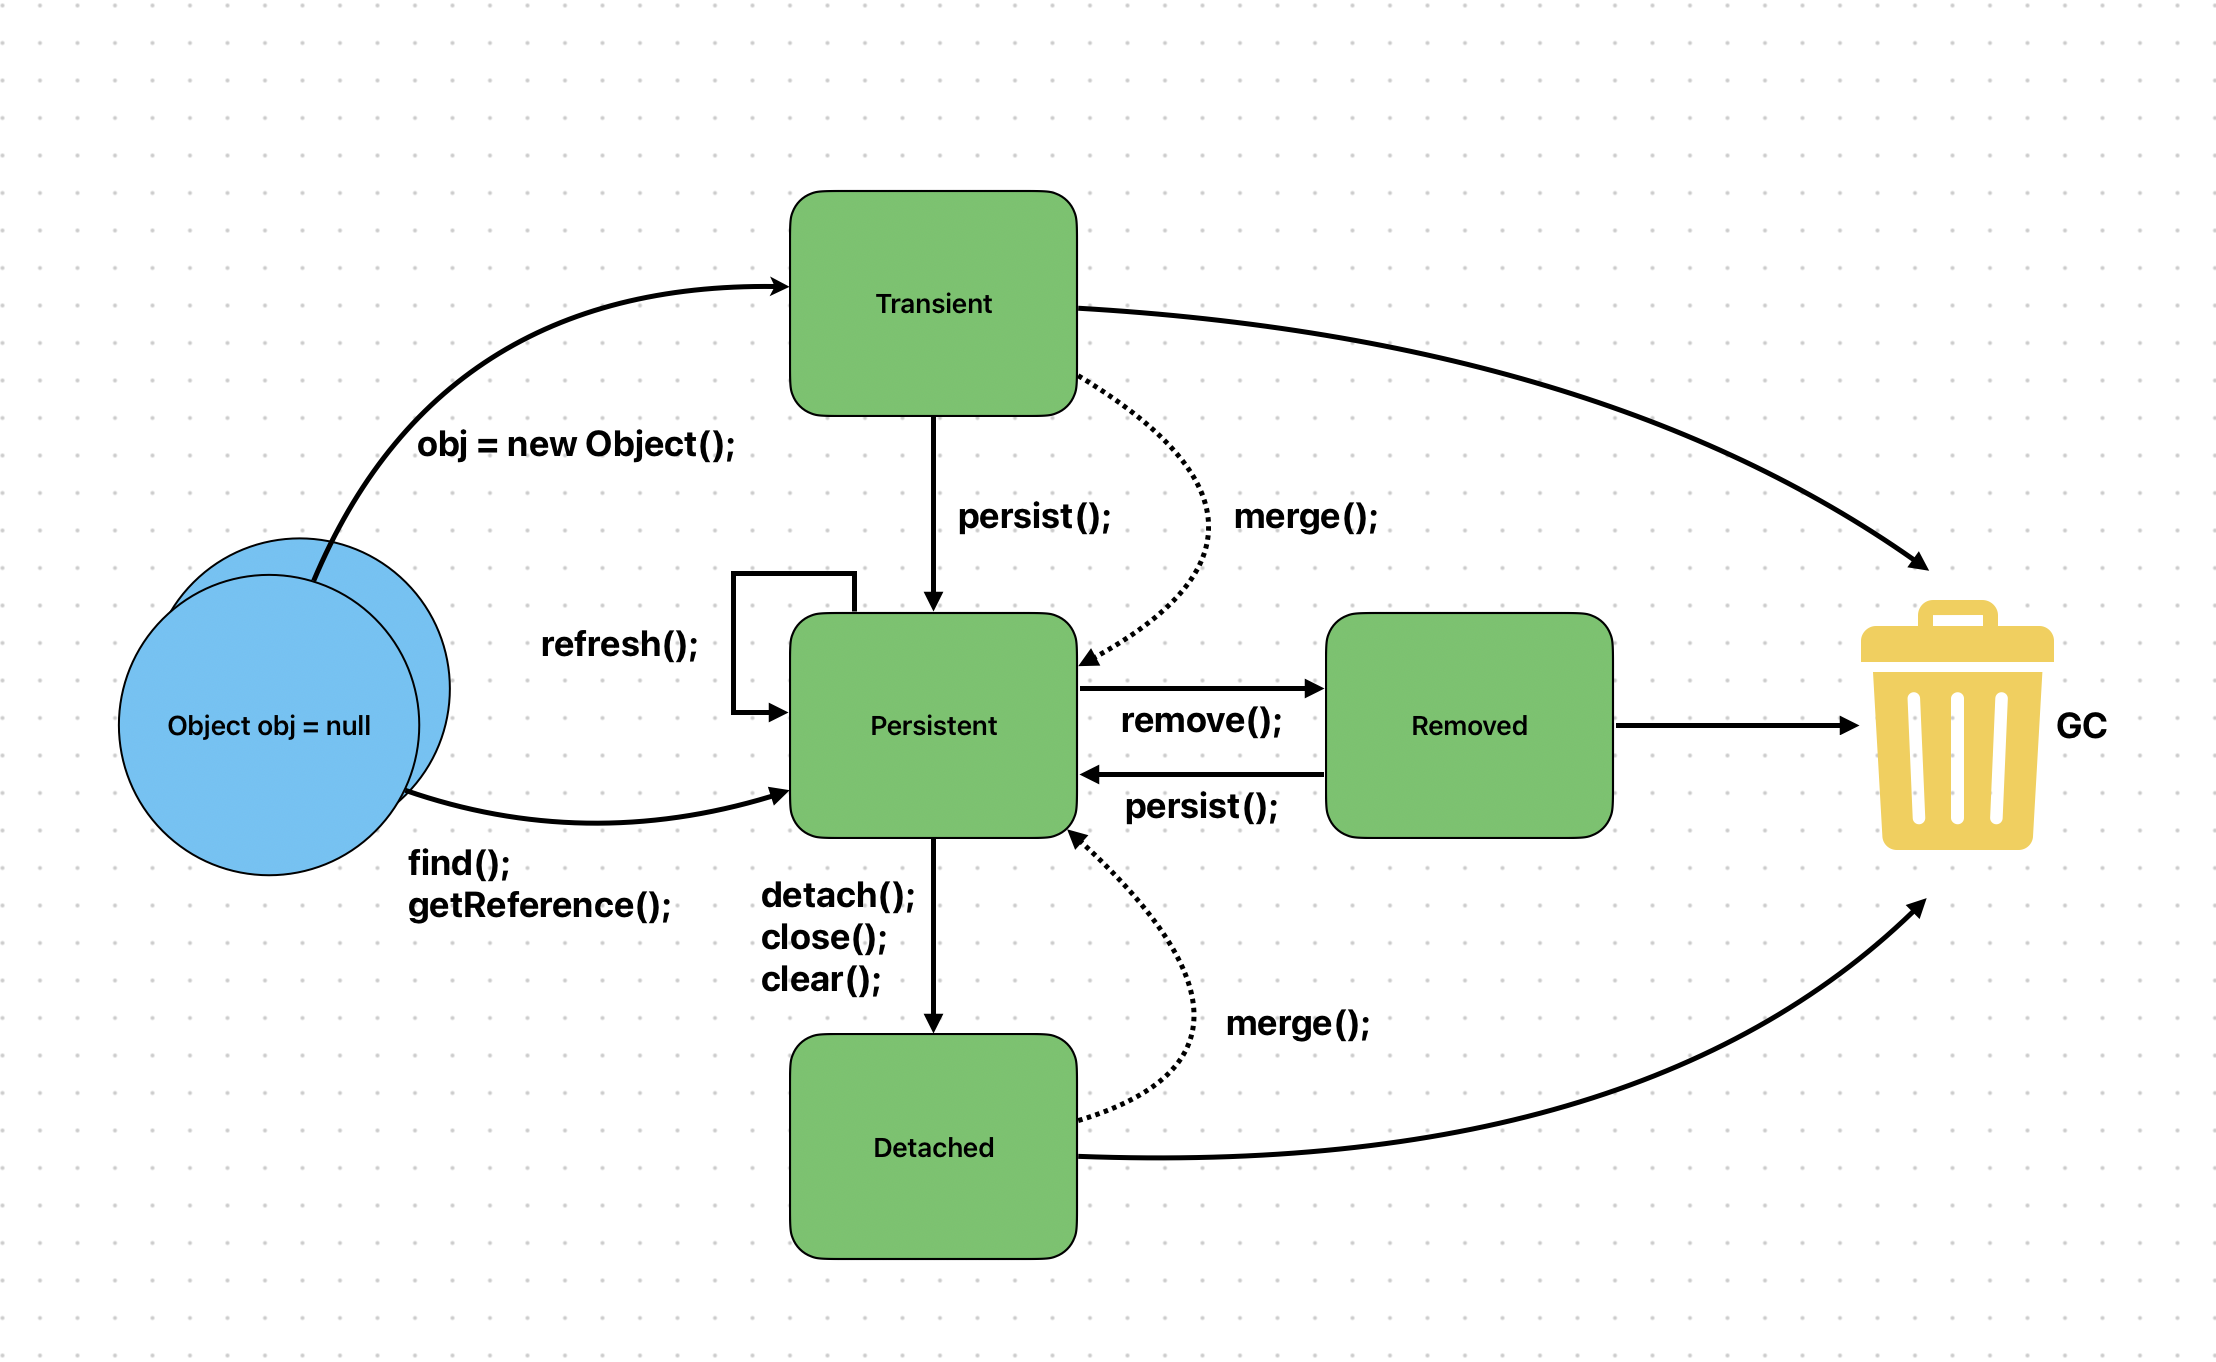 Transient
obj = new Object();
persist();
merge();
refresh();
Object obj = null
Persistent
remove();
persist();
Removed
GC
find();
getReference();
detach();
close();
clear();
merge();
Detached